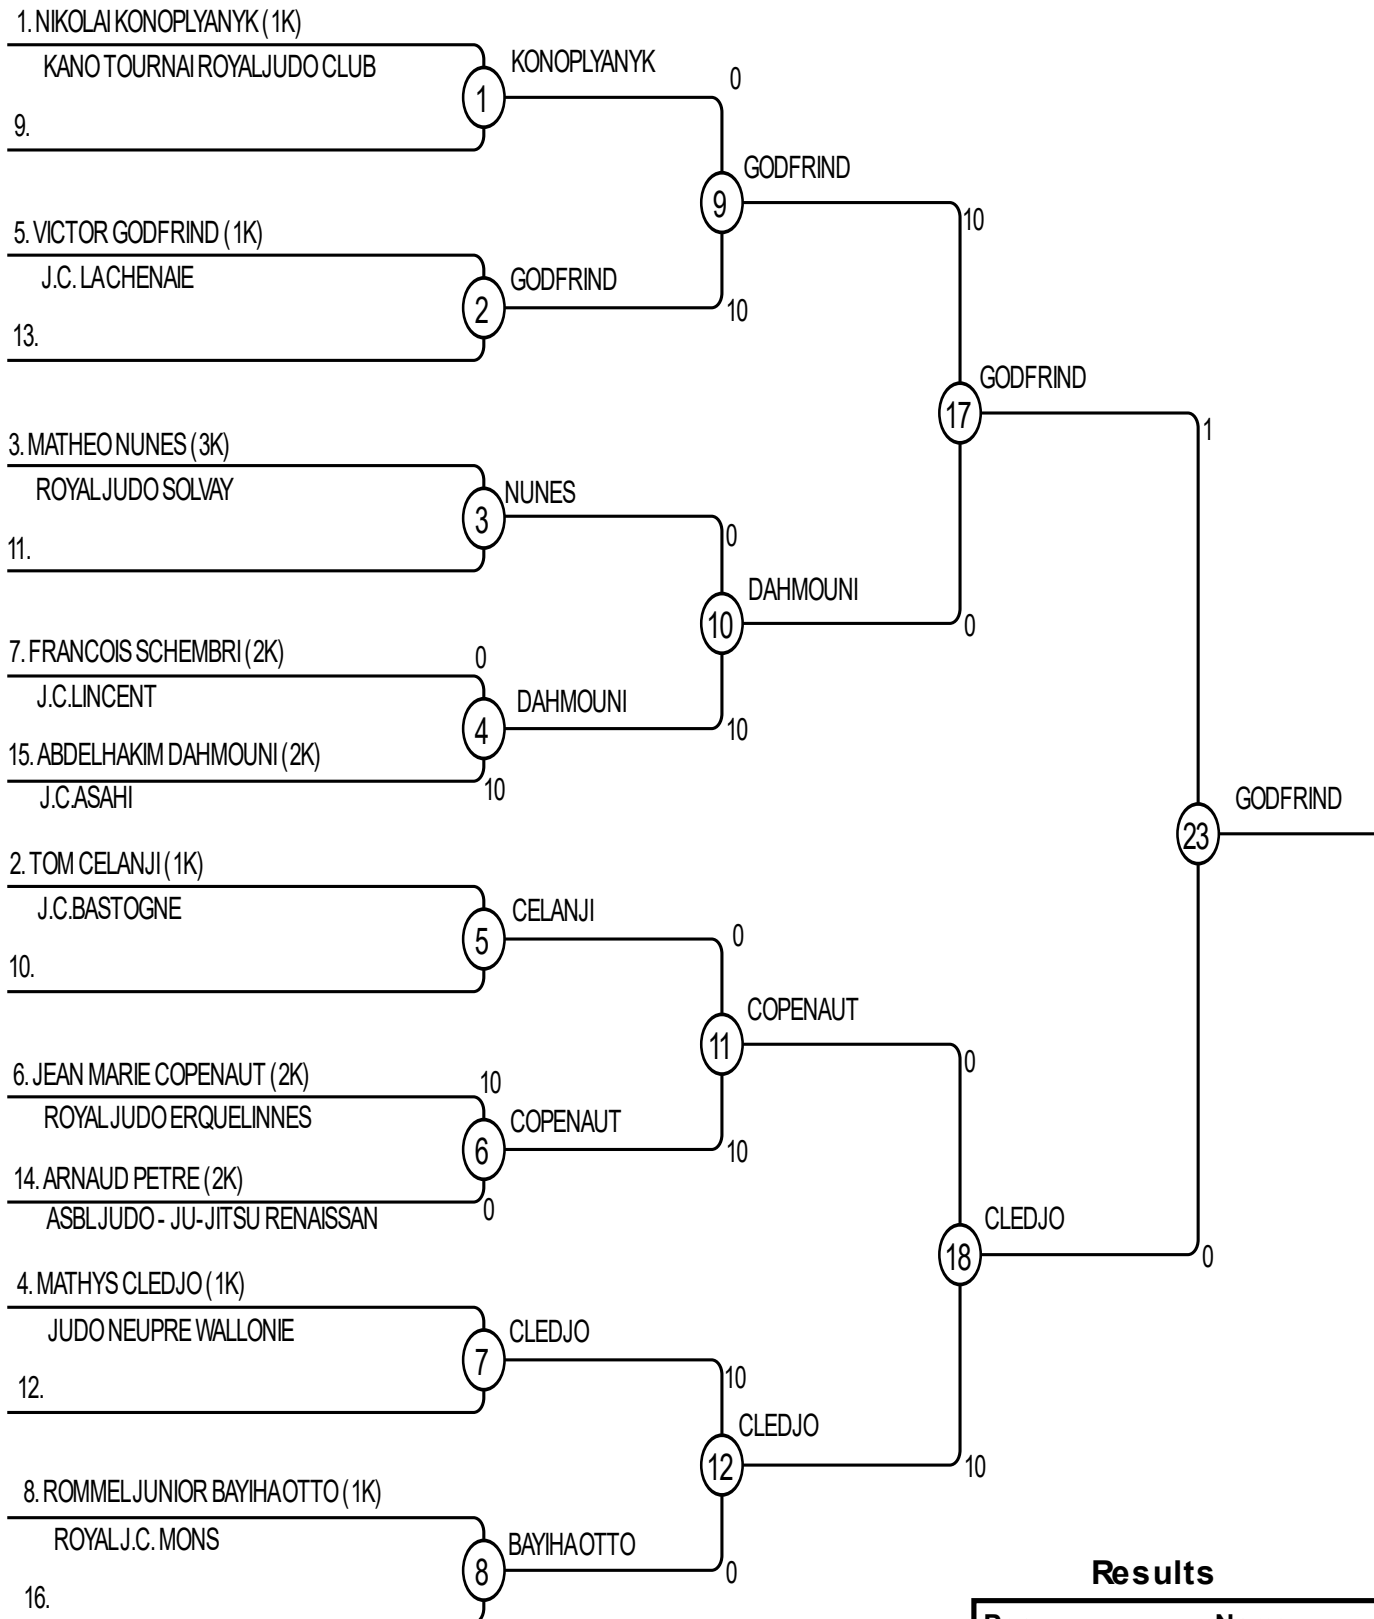 1. NIKOLAI KONOPLYANYK (1K)
KANO TOURNAI ROYAL JUDO CLUB
9.
1
KONOPLYANYK
0
5. VICTOR GODFRIND (1K)
J.C. LA CHENAIE
13.
2
GODFRIND
10
9
GODFRIND
10
3. MATHEO NUNES (3K)
ROYAL JUDO SOLVAY
11.
3
NUNES
0
7. FRANCOIS SCHEMBRI (2K)
J.C.LINCENT
0
15. ABDELHAKIM DAHMOUNI (2K)
J.C.ASAHI
10
4
DAHMOUNI
10
10
DAHMOUNI
0
17
GODFRIND
1
2. TOM CELANJI (1K)
J.C.BASTOGNE
10.
5
CELANJI
0
6. JEAN MARIE COPENAUT (2K)
ROYAL JUDO ERQUELINNES
10
14. ARNAUD PETRE (2K)
ASBL JUDO - JU-JITSU RENAISSAN
0
6
COPENAUT
10
11
COPENAUT
0
4. MATHYS CLEDJO (1K)
JUDO NEUPRE WALLONIE
12.
7
CLEDJO
10
8. ROMMEL JUNIOR BAYIHA OTTO (1K)
ROYAL J.C. MONS
16.
8
BAYIHA OTTO
0
12
CLEDJO
10
18
CLEDJO
0
23
GODFRIND
Results